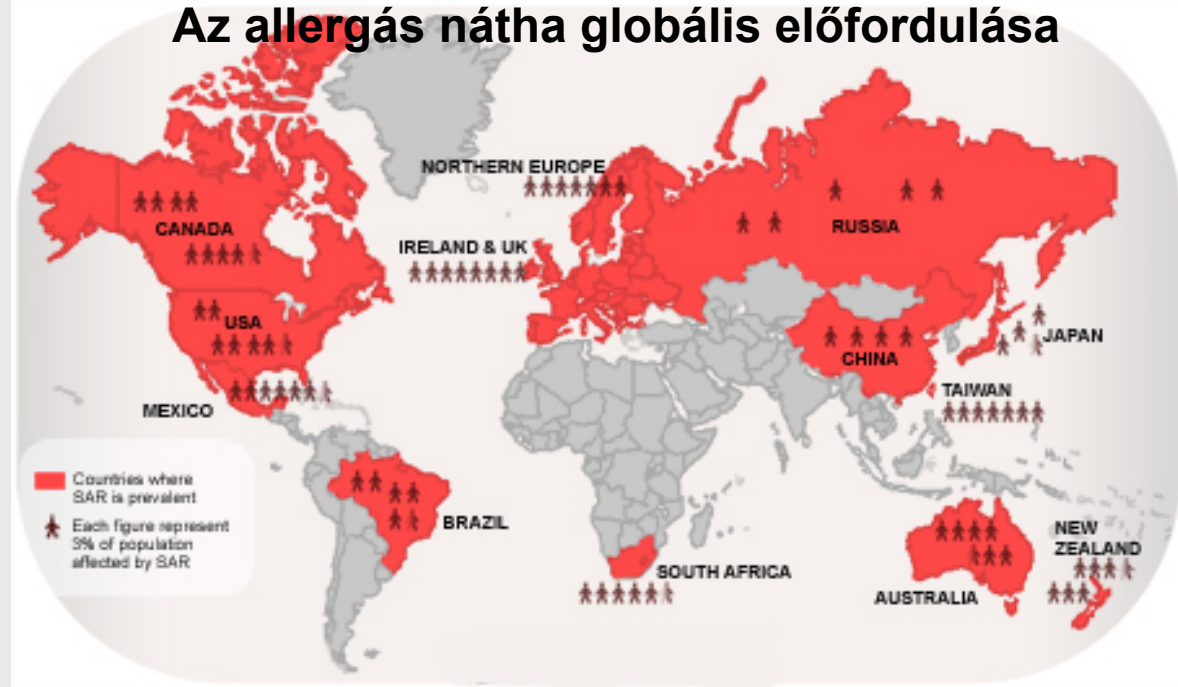 Az allergás nátha globális előfordulása
NORTHERN EUROPE
CANADA
IRELAND & UK
RUSSIA
USA
JAPAN
CHINA
MEXICO
TAIWAN
Countries where
SAR is prevalent
Each figure represent
3% of population
affected by SAR
BRAZIL
SOUTH AFRICA
NEW
ZEALAND
AUSTRALIA